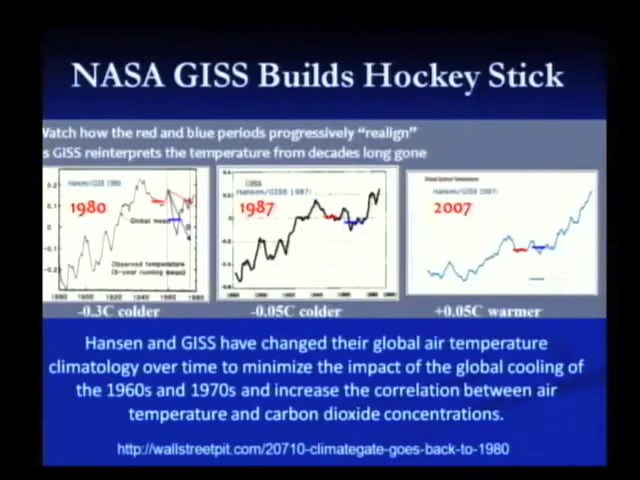 NASA GISS Builds Hockey Stick
Watch how the red and blue periods progressively “realign”
s GISS reinterprets the temperature from decades long gone
Hansen/GISS 1980
1980
Global mean
Observed temperature
(5-year running mean)
GISS
Hansen/GISS 1987)
1987
Hansen/GISS 2007)
2007
-0.3C colder
-0.05C colder
+0.05C warmer
Hansen and GISS have changed their global air temperature
climatology over time to minimize the impact of the global cooling of
the 1960s and 1970s and increase the correlation between air
temperature and carbon dioxide concentrations.
http://wallstreetpit.com/20710-climategate-goes-back-to-1980